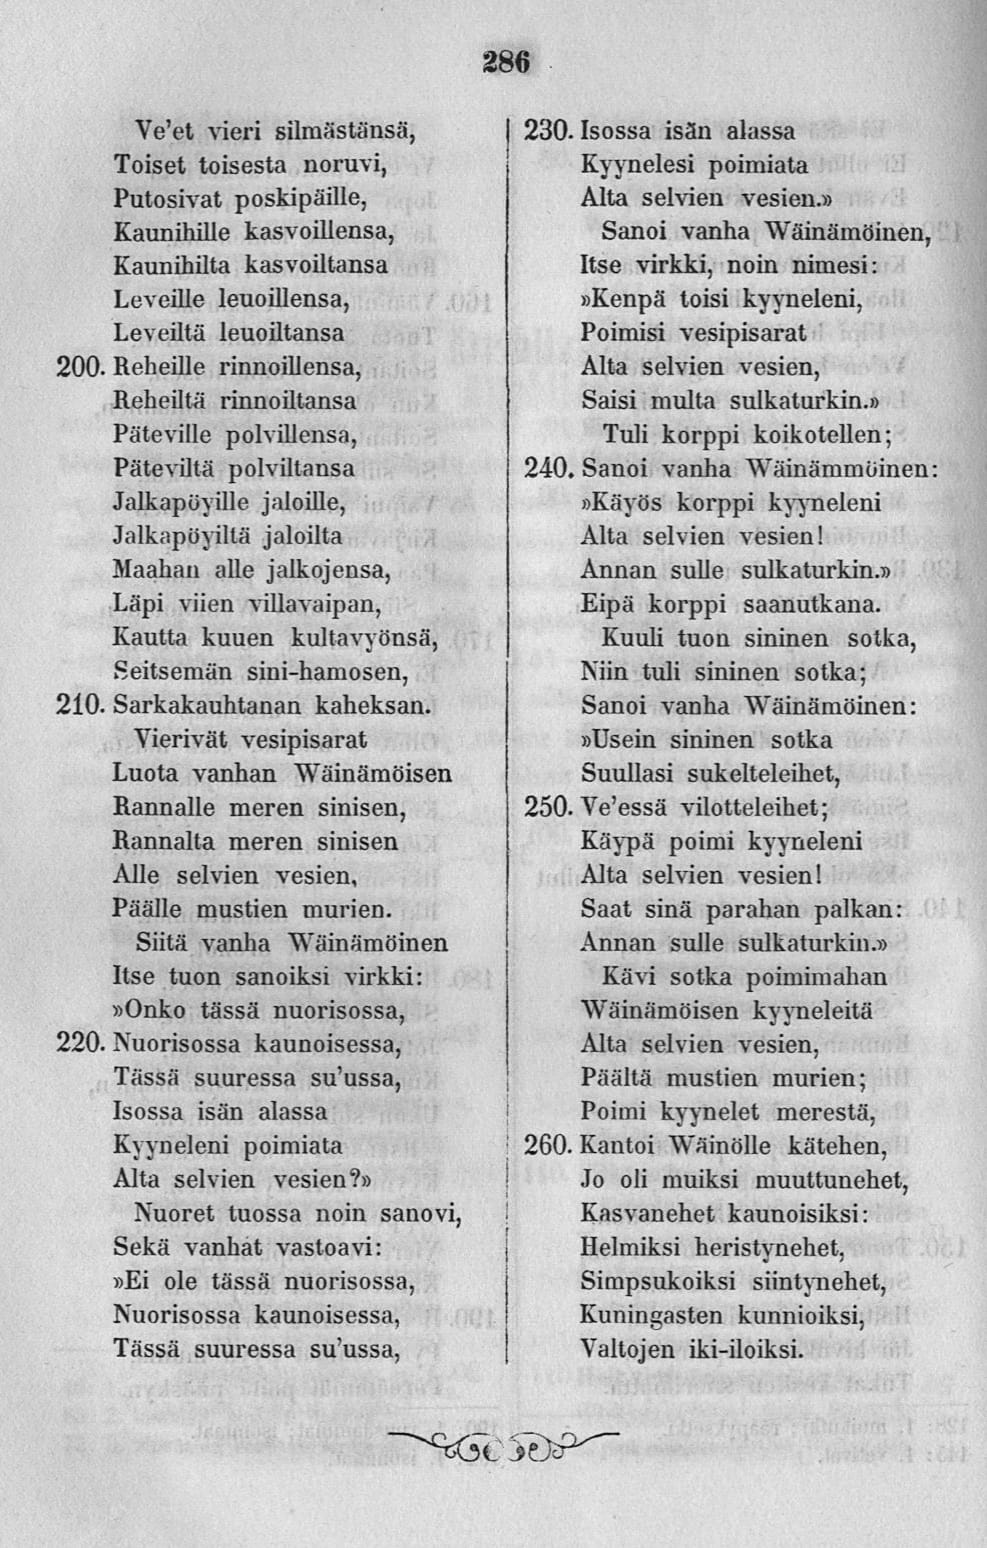 286
Ve'et vieri silmästänsä,
Toiset toisesta noruvi,
Putosivat poskipäille,
Kaunihille kasvoillensa,
Kaunihilta kasvoiltansa
Leveille leuoillensa,
Leveiltä leuoiltansa
200. Reheille rinnoillensa,
Reheiltä rinnoiltansa
Päteville polvillensa,
Päteviltä polviltansa
Jalkapöyille jaloille,
Jalkapöyiltä jaloilta
Maahan alle jalkojensa,
Läpi viien villavaipan,
Kautta kuuen kultavyönsä,
Seitsemän sini-hamosen,
210. Sarkakauhtanan kaheksan.
Vierivät vesipisarat
Luota vanhan Wäinämöisen
Rannalle meren sinisen,
Rannalta meren sinisen
Alle selvien vesien,
Päälle mustien murien.
Siitä vanha Wäinämöinen
Itse tuon sanoiksi virkki:
»Onko tässä nuorisossa,
220. Nuorisossa kaunoisessa,
Tässä suuressa su'ussa,
Isossa isän alassa
Kyyneleni poimiata
Alta selvien vesien?»
Nuoret tuossa noin sanovi,
Sekä vanhat vastoavi:
»Ei ole tässä nuorisossa,
Nuorisossa kaunoisessa,
Tässä suuressa su'ussa,
230. Isossa isän alassa
Kyynelesi poimiata
Alta selvien vesien.»
Sanoi vanha Wäinämöinen,
Itse virkki, noin nimesi:
»Kenpä toisi kyyneleni,
Poimisi vesipisarat
Alta selvien vesien,
Saisi multa sulkaturkin.»
Tuli korppi koikotellen;
240. Sanoi vanha Wäinämmöinen:
»Käyös korppi kyyneleni
Alta selvien vesien!
Annan sulle sulkaturkin.»
Eipä korppi saanutkana.
Kuuli tuon sininen sotka,
Niin tuli sininen sotka;
Sanoi vanha Wäinämöinen:
»Usein sininen sotka
Suullasi sukelteleihet,
250. Ve'essä vilotteleihet;
Käypä poimi kyyneleni
Alta selvien vesien!
Saat sinä parahan palkan:
Annan sulle sulkaturkin.»
Kävi sotka poimimahan
Wäinämöisen kyyneleitä
Alta selvien vesien,
Päältä mustien murien;
Poimi kyynelet merestä,
260. Kantoi Wäinölle kätehen,
Jo oli muiksi muuttunehet,
Kasvanehet kaunoisiksi:
Helmiksi heristynehet,
Simpsukoiksi siintynehet,
Kuningasten kunnioiksi,
Valtojen iki-iloiksi.